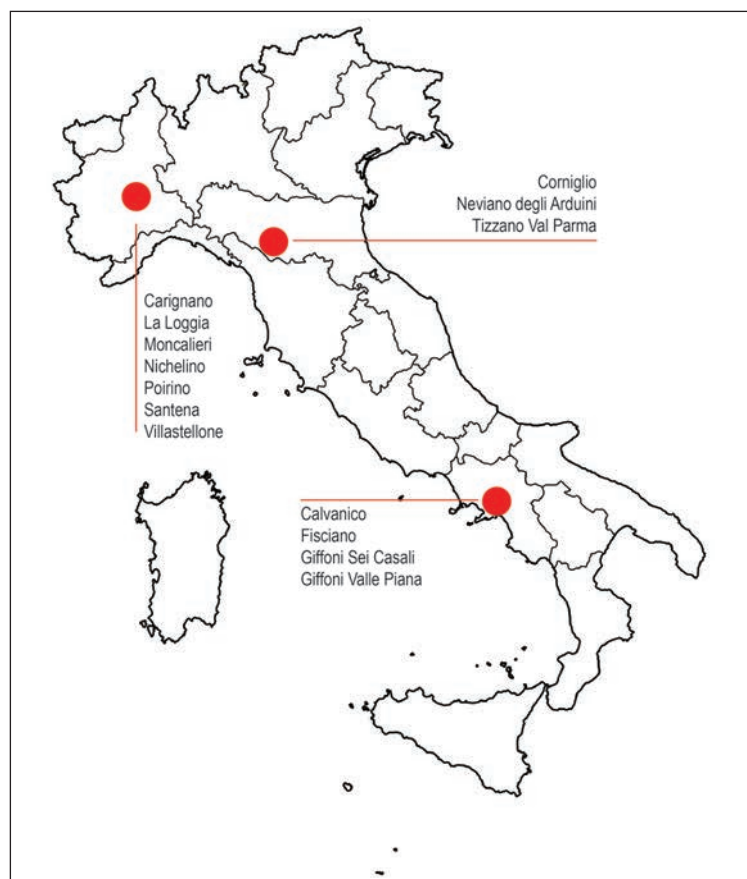 Corniglio
Neviano degli Arduini
Tizzano Val Parma
Carignano
La Loggia
Moncalieri
Nichelino
Poirino
Santena
Villastellone
Calvanico
Fisciano
Giffoni Sei Casali
Giffoni Valle Piana